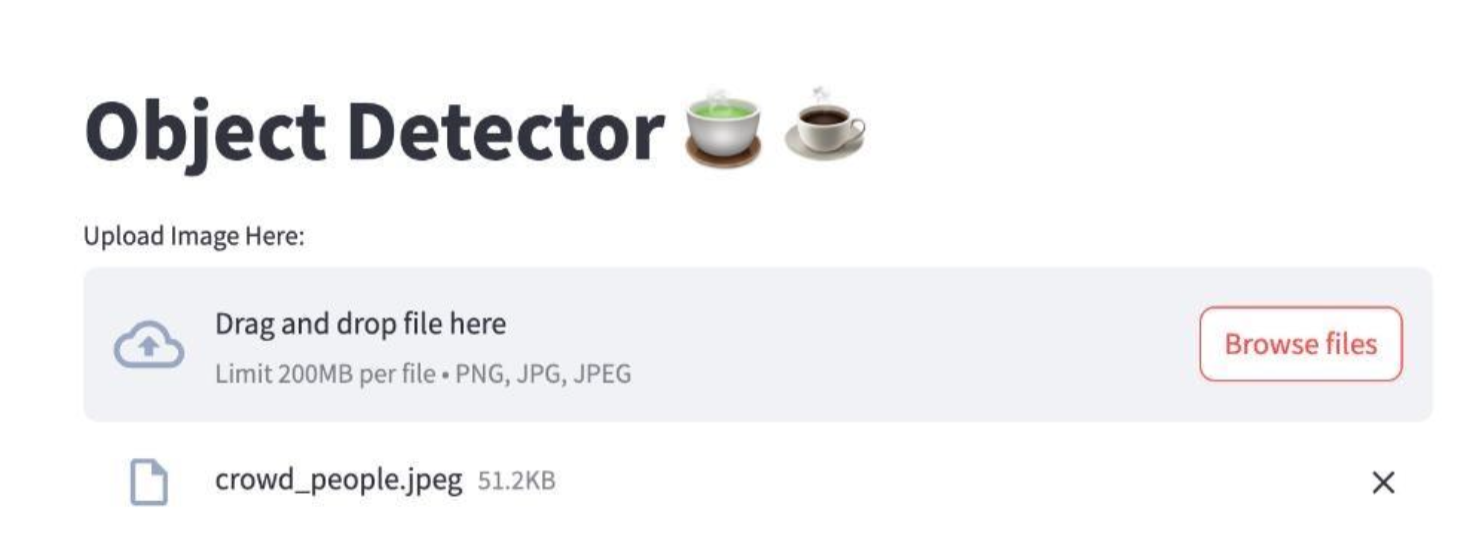 Object Detector 🍵 ☕
Upload Image Here:
Drag and drop file here
Limit 200MB per file • PNG, JPG, JPEG
Browse files
crowd_people.jpeg 51.2KB